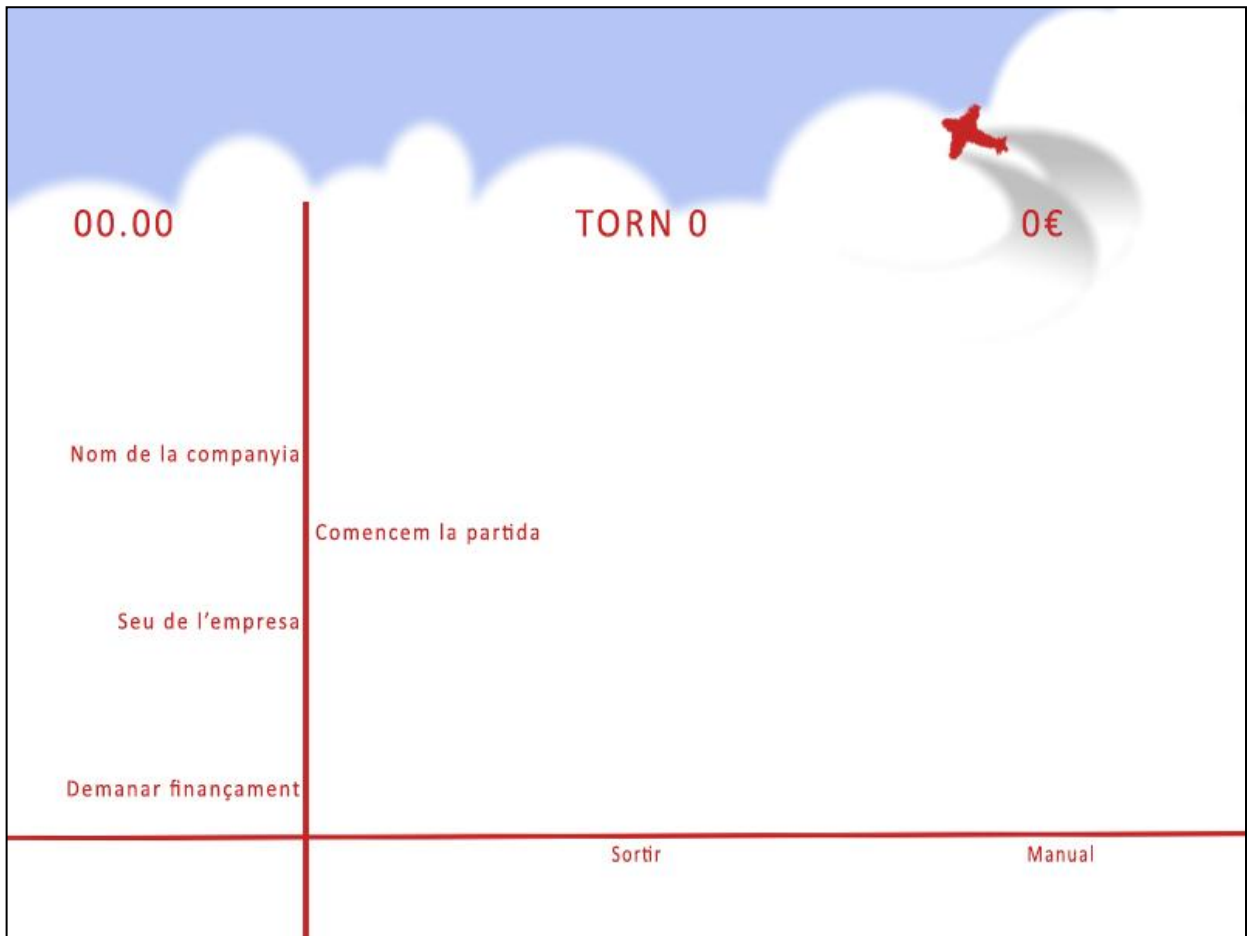 00.00
TORN 0
0€
Nom de la companyia
Comencem la partida
Seu de l’empresa
Demanar finançament
Sortir
Manual